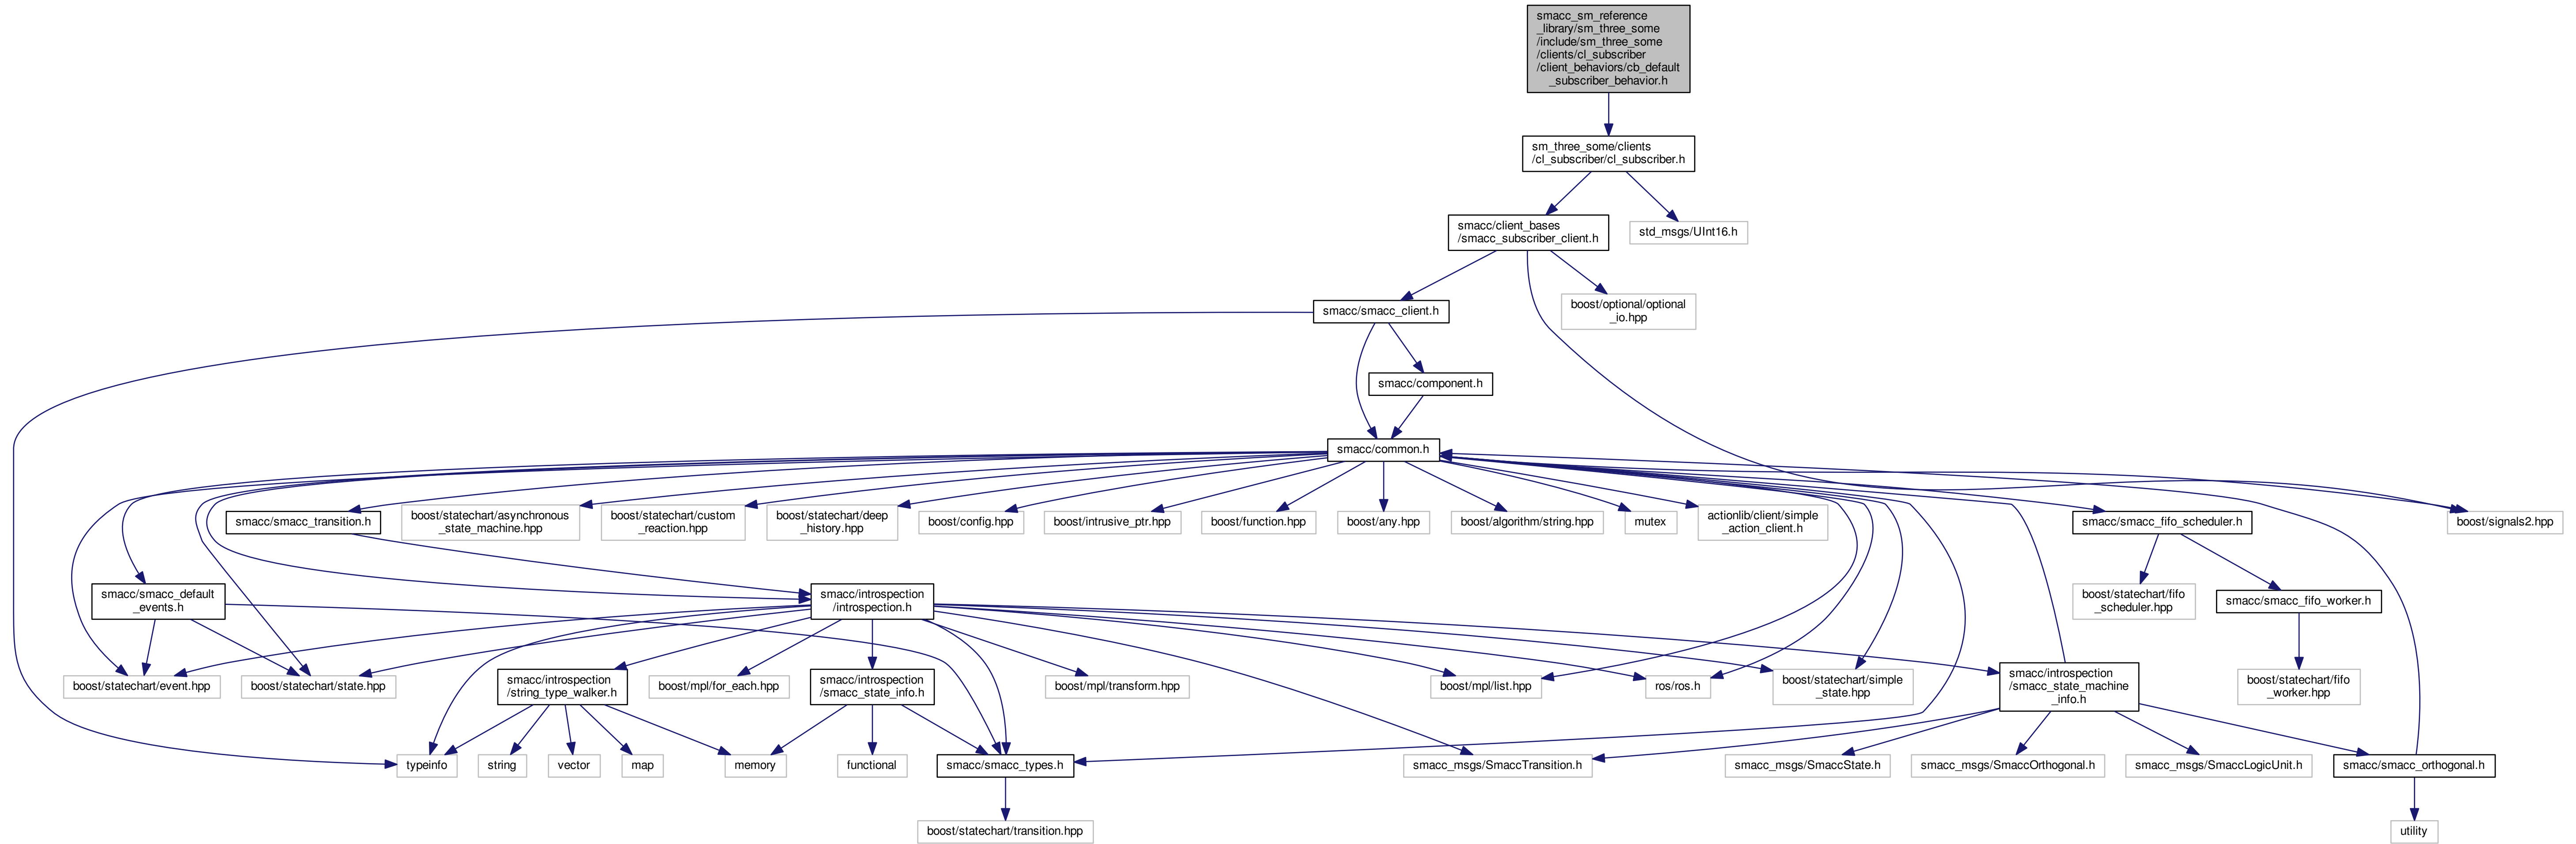 smacc_sm_reference
_library/sm_three_some
/include/sm_three_some
/clients/cl_subscriber
/client_behaviors/cb_default
_subscriber_behavior.h
sm_three_some/clients
/cl_subscriber/cl_subscriber.h
smacc/client_bases
/smacc_subscriber_client.h
std_msgs/UInt16.h
smacc/smacc_client.h
boost/optional/optional
_io.hpp
smacc/component.h
smacc/common.h
smacc/smacc_transition.h
boost/statechart/asynchronous
_state_machine.hpp
boost/statechart/custom
_reaction.hpp
boost/statechart/deep
_history.hpp
boost/config.hpp
boost/intrusive_ptr.hpp
boost/function.hpp
boost/any.hpp
boost/algorithm/string.hpp
mutex
actionlib/client/simple
_action_client.h
smacc/smacc_fifo_scheduler.h
boost/signals2.hpp
smacc/smacc_default
_events.h
smacc/introspection
/introspection.h
boost/statechart/fifo
_scheduler.hpp
smacc/smacc_fifo_worker.h
boost/statechart/event.hpp
boost/statechart/state.hpp
smacc/introspection
/string_type_walker.h
boost/mpl/for_each.hpp
smacc/introspection
/smacc_state_info.h
boost/mpl/transform.hpp
boost/mpl/list.hpp
ros/ros.h
boost/statechart/simple
_state.hpp
smacc/introspection
/smacc_state_machine
_info.h
boost/statechart/fifo
_worker.hpp
typeinfo
string
vector
map
memory
functional
smacc/smacc_types.h
smacc_msgs/SmaccTransition.h
smacc_msgs/SmaccState.h
smacc_msgs/SmaccOrthogonal.h
smacc_msgs/SmaccLogicUnit.h
smacc/smacc_orthogonal.h
boost/statechart/transition.hpp
utility